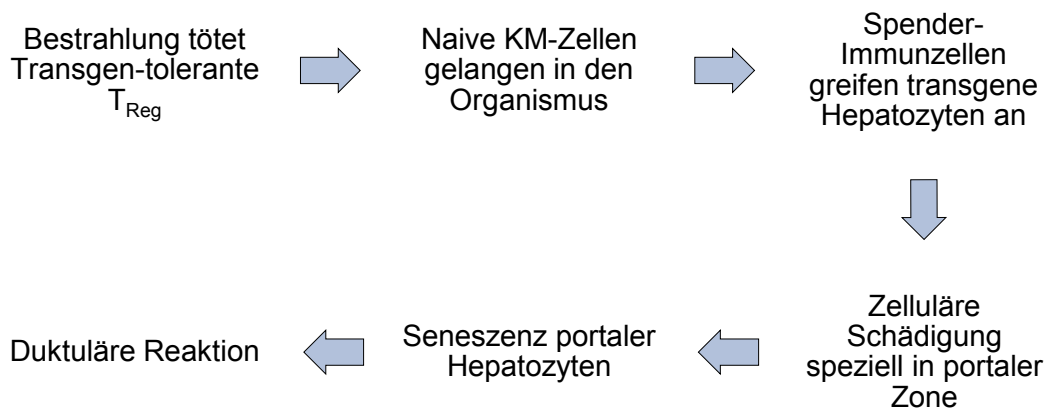 Bestrahlung tötet
Transgen-tolerante
T_Reg
Naive KM-Zellen
gelangen in den
Organismus
Spender-
Immunzellen
greifen transgene
Hepatozyten an
Zelluläre
Schädigung
speziell in portaler
Zone
Seneszenz portaler
Hepatozyten
Duktuläre Reaktion